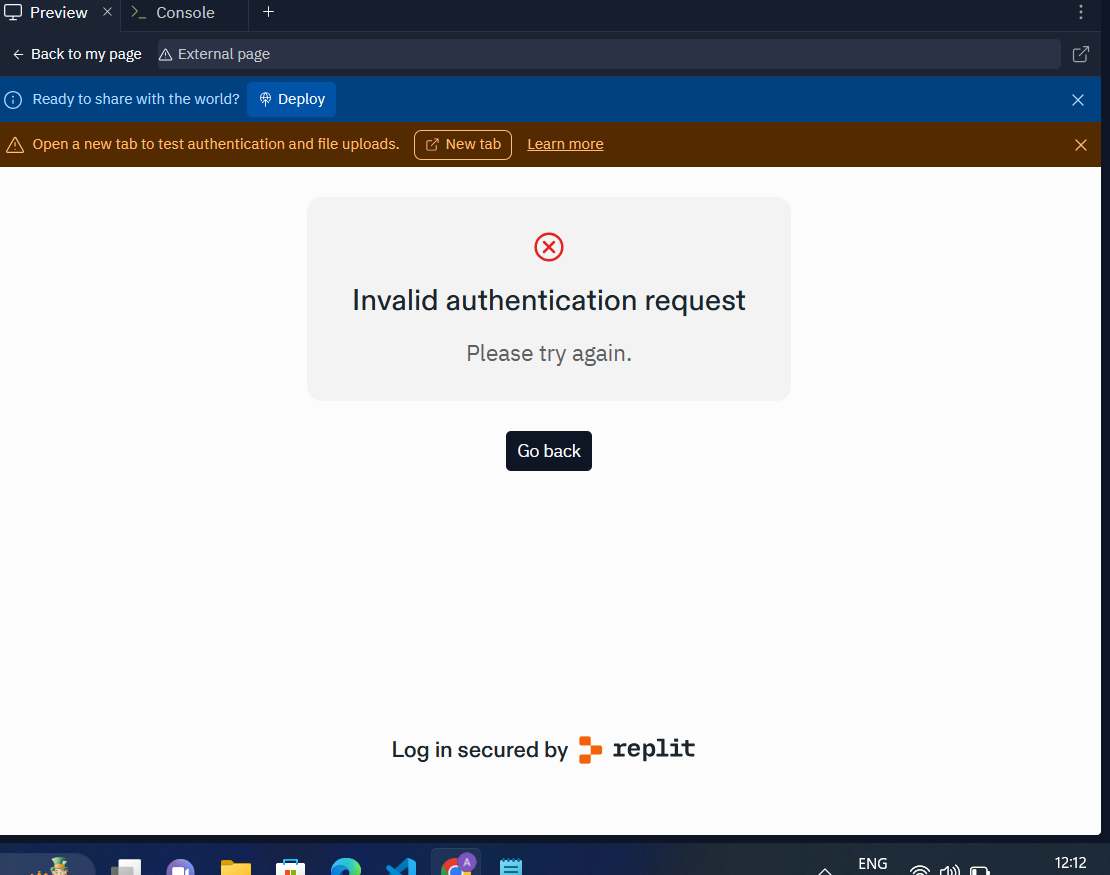 Preview
Console
Back to my page
External page
Ready to share with the world?
Deploy
Open a new tab to test authentication and file uploads.
New tab
Learn more
Invalid authentication request
Please try again.
Go back
Log in secured by replit
A
ENG
12:12